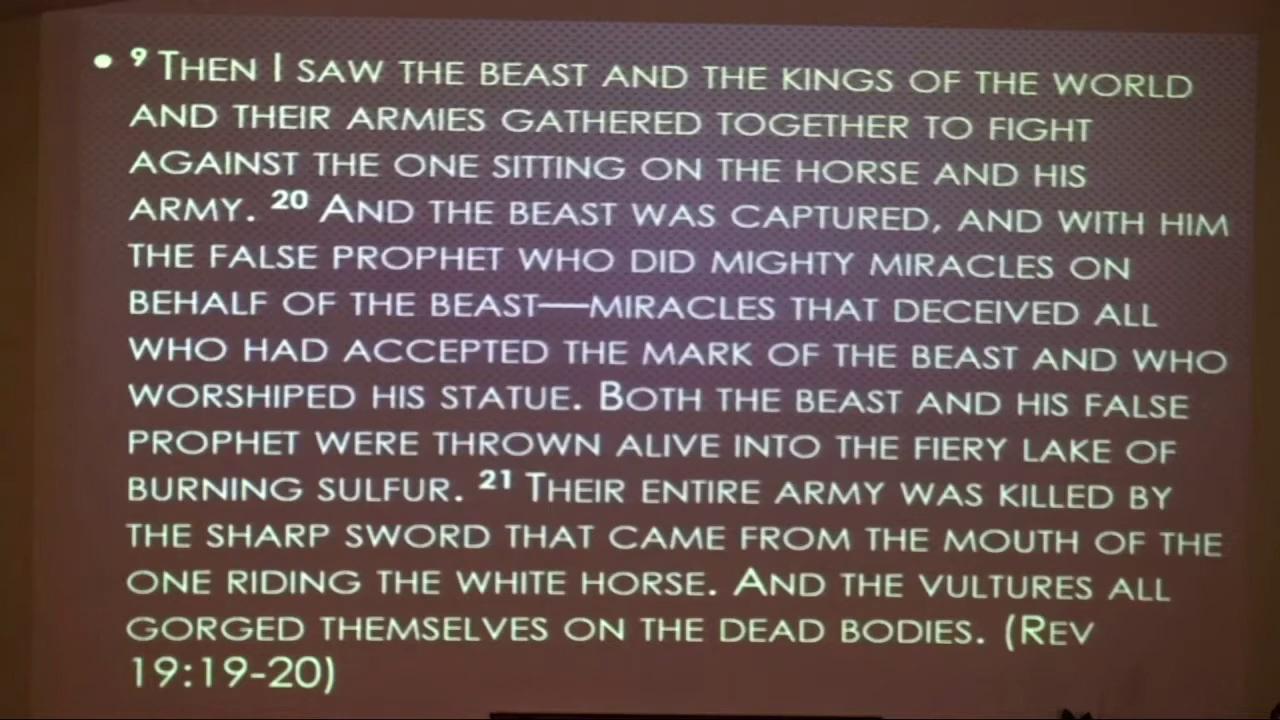 • ⁹ THEN I SAW THE BEAST AND THE KINGS OF THE WORLD
AND THEIR ARMIES GATHERED TOGETHER TO FIGHT
AGAINST THE ONE SITTING ON THE HORSE AND HIS
ARMY. ²⁰ AND THE BEAST WAS CAPTURED, AND WITH HIM
THE FALSE PROPHET WHO DID MIGHTY MIRACLES ON
BEHALF OF THE BEAST—MIRACLES THAT DECEIVED ALL
WHO HAD ACCEPTED THE MARK OF THE BEAST AND WHO
WORSHIPED HIS STATUE. BOTH THE BEAST AND HIS FALSE
PROPHET WERE THROWN ALIVE INTO THE FIERY LAKE OF
BURNING SULFUR. ²¹ THEIR ENTIRE ARMY WAS KILLED BY
THE SHARP SWORD THAT CAME FROM THE MOUTH OF THE
ONE RIDING THE WHITE HORSE. AND THE VULTURES ALL
GORGED THEMSELVES ON THE DEAD BODIES. (REV
19:19-20)